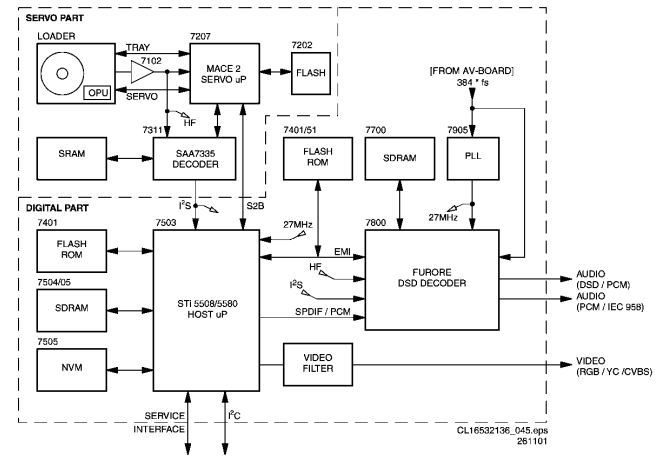 SERVO PART
LOADER
TRAY
7102
OPU
SERVO
7207
MACE 2
SERVO uP
7202
FLASH
HF
[FROM AV-BOARD]
384 * fs
SRAM
7311
SAA7335
DECODER
7401/51
FLASH
ROM
7700
SDRAM
7905
PLL
I²S
S2B
27MHz
DIGITAL PART
7401
FLASH
ROM
7503
STi 5508/5580
HOST uP
27MHz
EMI
HF
I²S
SPDIF / PCM
7800
FURORE
DSD DECODER
AUDIO
(DSD / PCM)
AUDIO
(PCM / IEC 958)
7504/05
SDRAM
7505
NVM
VIDEO
FILTER
VIDEO
(RGB / YC /CVBS)
SERVICE
INTERFACE
I²C
CL16532136_045.eps
261101